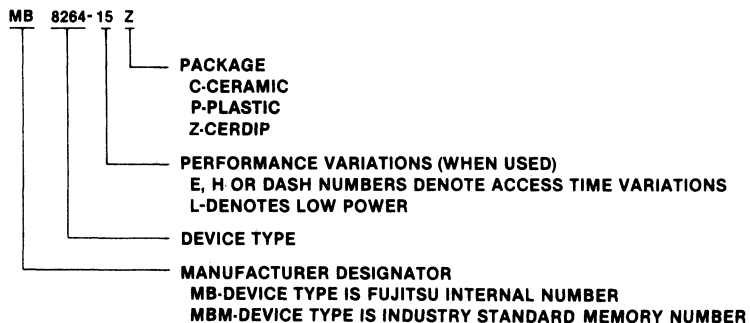 MB 8264-15 Z
PACKAGE
C-CERAMIC
P-PLASTIC
Z-CERDIP
PERFORMANCE VARIATIONS (WHEN USED)
E, H OR DASH NUMBERS DENOTE ACCESS TIME VARIATIONS
L-DENOTES LOW POWER
DEVICE TYPE
MANUFACTURER DESIGNATOR
MB-DEVICE TYPE IS FUJITSU INTERNAL NUMBER
MBM-DEVICE TYPE IS INDUSTRY STANDARD MEMORY NUMBER